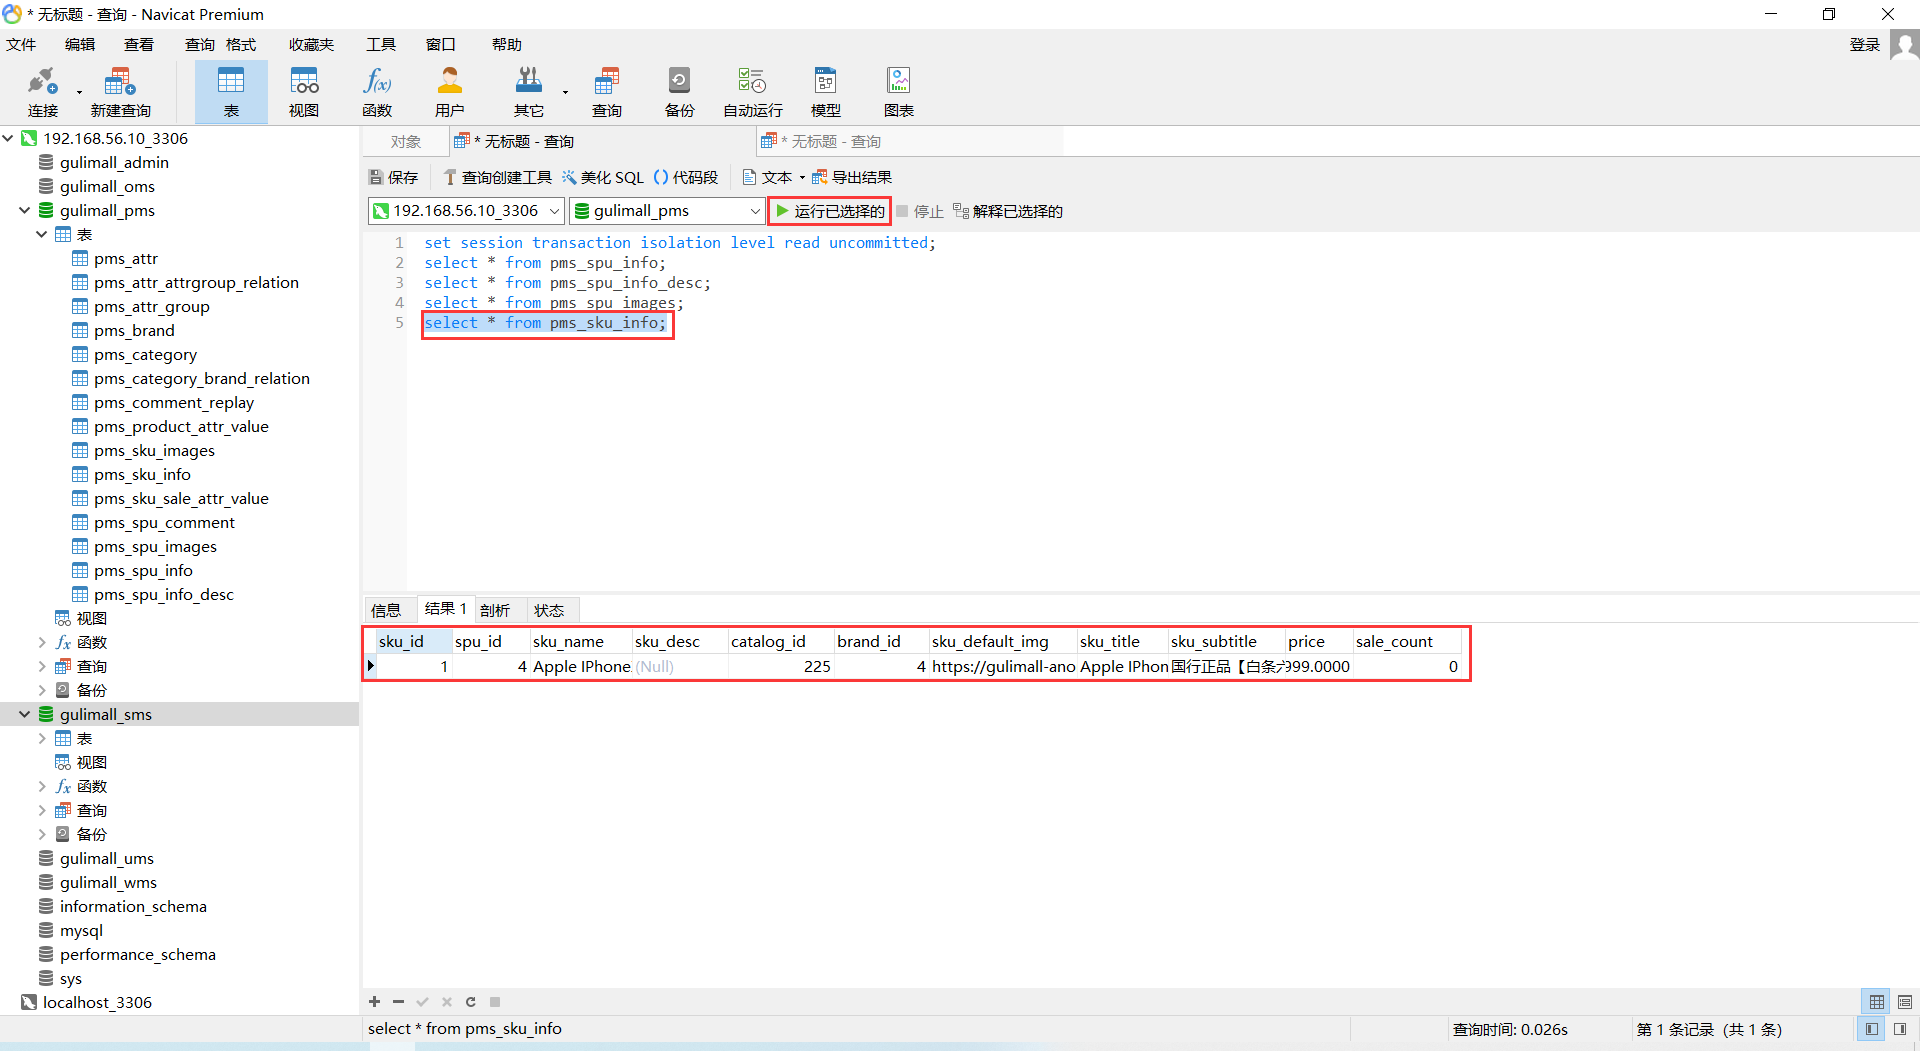 * 无标题 - 查询 - Navicat Premium
文件 编辑 查看 查询 格式 收藏夹 工具 窗口 帮助 登录
连接 新建查询 表 视图 函数 用户 其它 查询 备份 自动运行 模型 图表
192.168.56.10_3306
gulimall_admin
gulimall_oms
gulimall_pms
表
pms_attr
pms_attr_attrgroup_relation
pms_attr_group
pms_brand
pms_category
pms_category_brand_relation
pms_comment_replay
pms_product_attr_value
pms_sku_images
pms_sku_info
pms_sku_sale_attr_value
pms_spu_comment
pms_spu_images
pms_spu_info
pms_spu_info_desc
视图
函数
查询
备份
gulimall_sms
表
视图
函数
查询
备份
gulimall_ums
gulimall_wms
information_schema
mysql
performance_schema
sys
localhost_3306
对象 * 无标题 - 查询 * 无标题 - 查询
保存 查询创建工具 美化 SQL () 代码段 文本 导出结果
192.168.56.10_3306 gulimall_pms 运行已选择的 停止 解释已选择的
1 set session transaction isolation level read uncommitted;
2 select * from pms_spu_info;
3 select * from pms_spu_info_desc;
4 select * from pms_spu_images;
5 select * from pms_sku_info;
信息 结果 1 剖析 状态
sku_id spu_id sku_name sku_desc catalog_id brand_id sku_default_img sku_title sku_subtitle price sale_count
1 4 Apple IPhone (Null) 225 4 https://gulimall-ano Apple IPhon 国行正品【白条六 999.0000 0
select * from pms_sku_info 查询时间: 0.026s 第 1 条记录 (共 1 条)